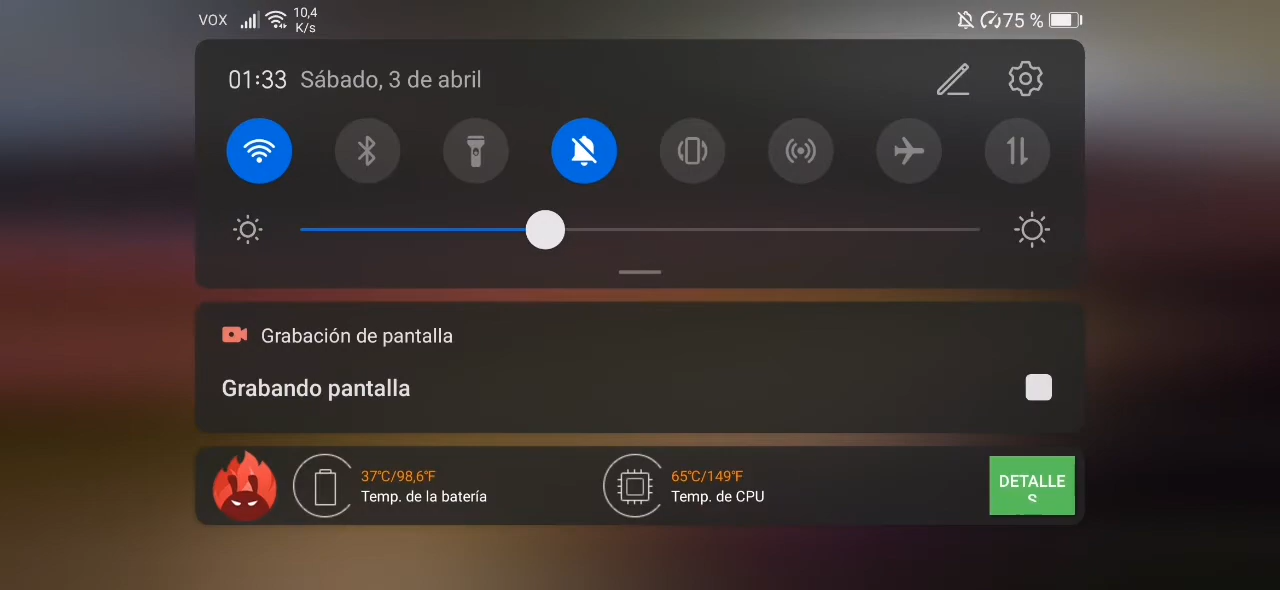 VOX
10,4
K/s
75 %
01:33 Sábado, 3 de abril
Grabación de pantalla
Grabando pantalla
37℃/98,6℉
Temp. de la batería
65℃/149℉
Temp. de CPU
DETALLE
S